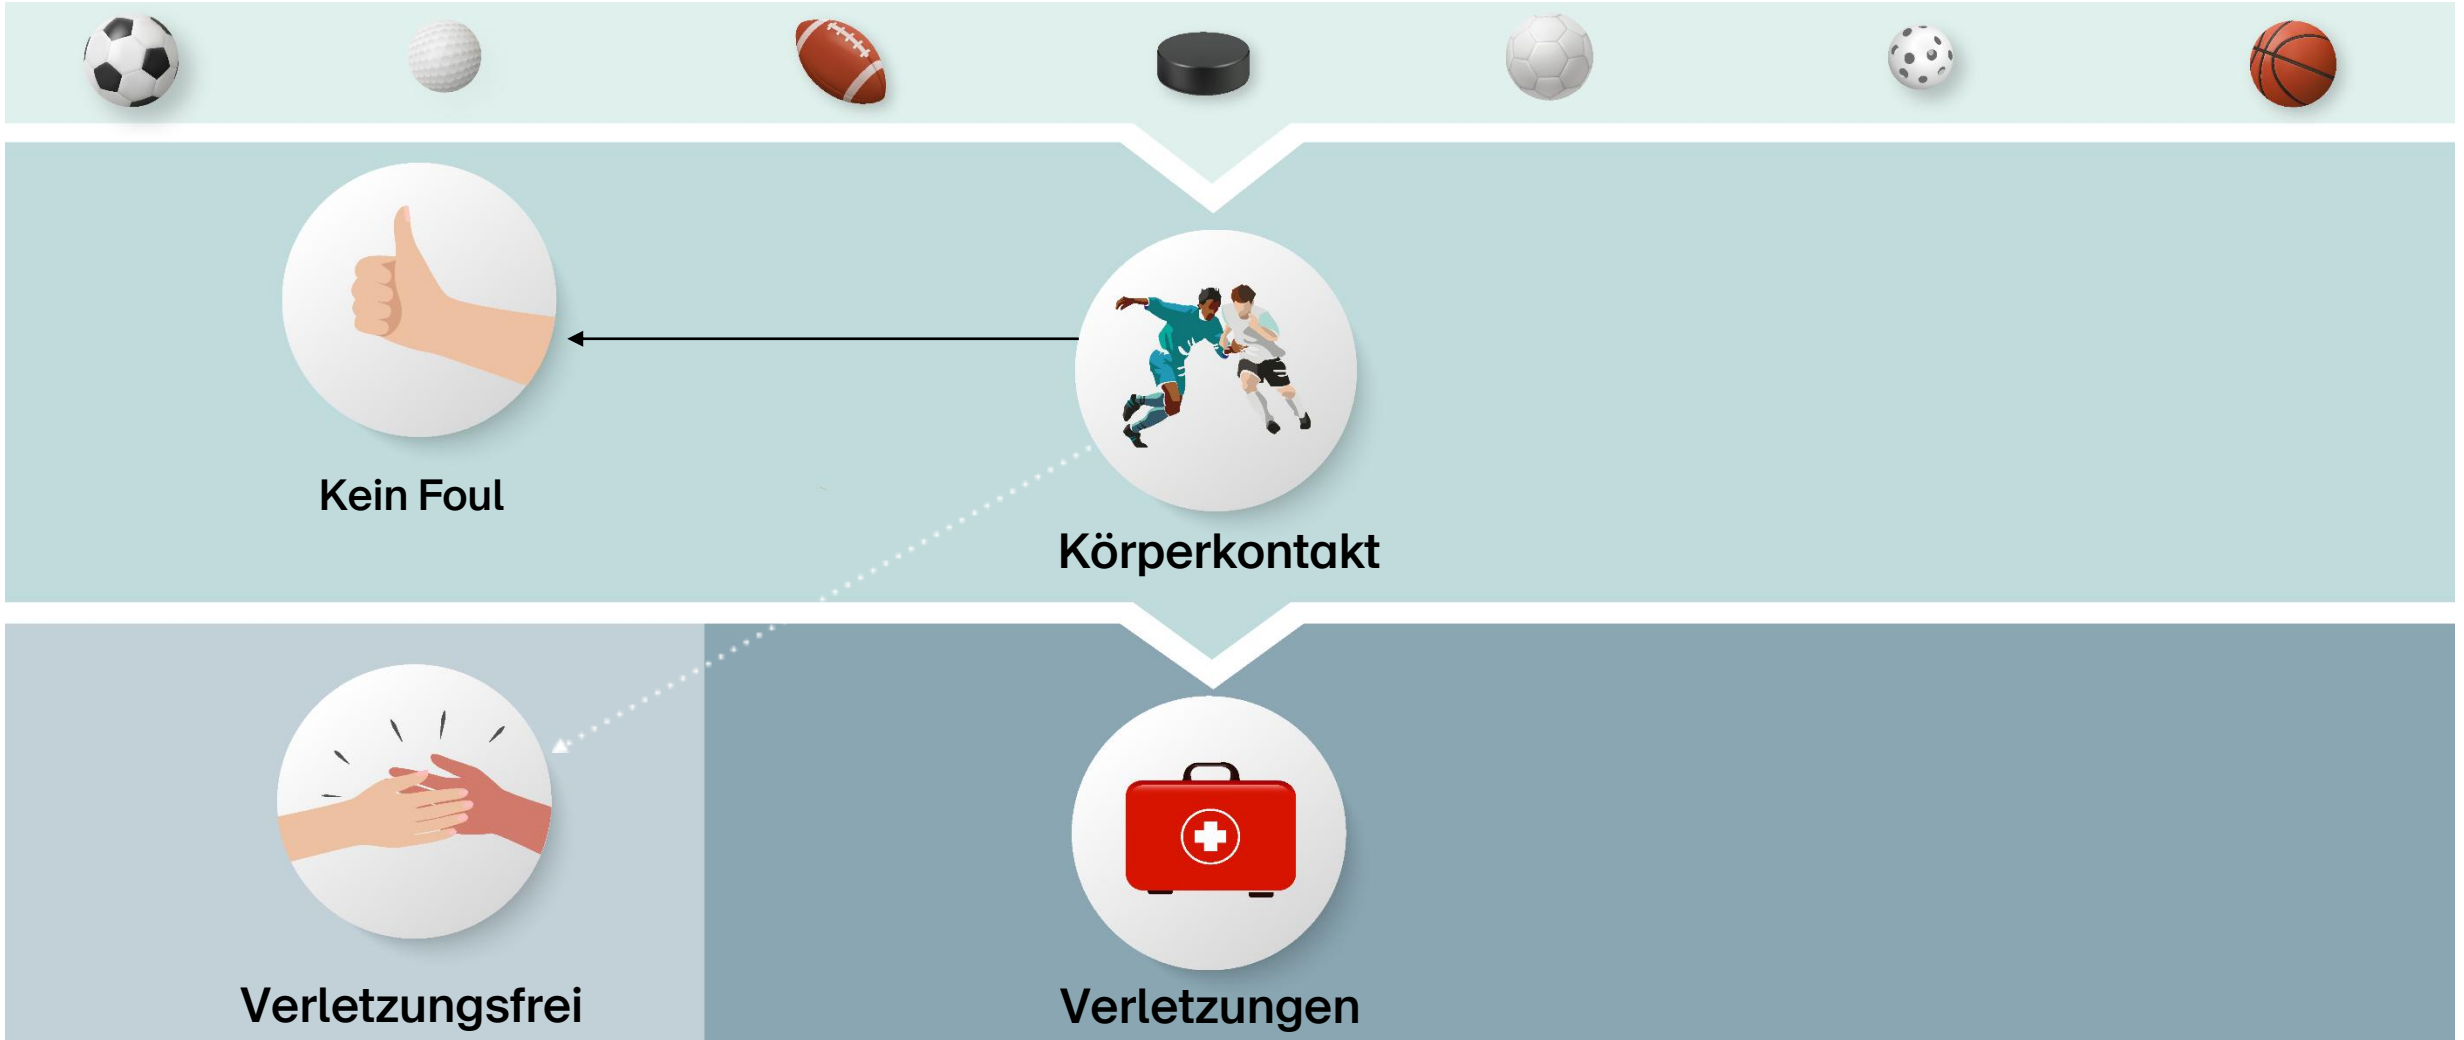 Kein Foul
Körperkontakt
Verletzungsfrei
Verletzungen